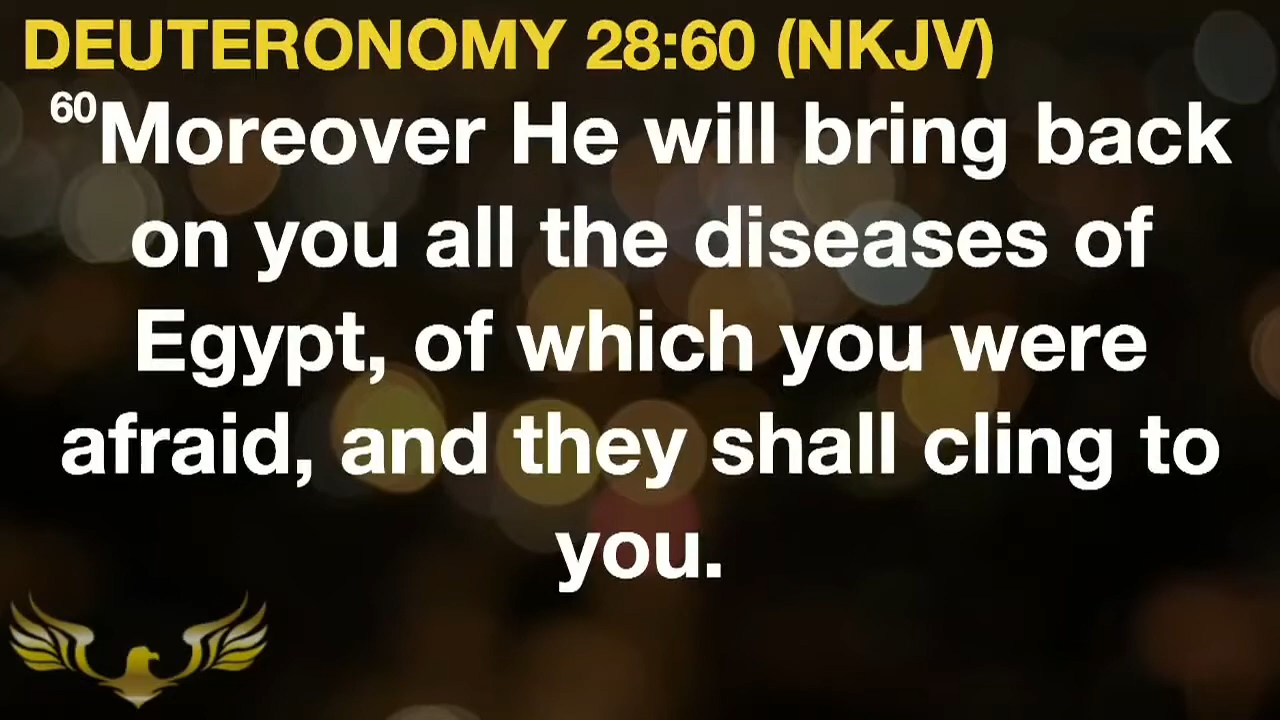 DEUTERONOMY 28:60 (NKJV)
60Moreover He will bring back
on you all the diseases of
Egypt, of which you were
afraid, and they shall cling to
you.